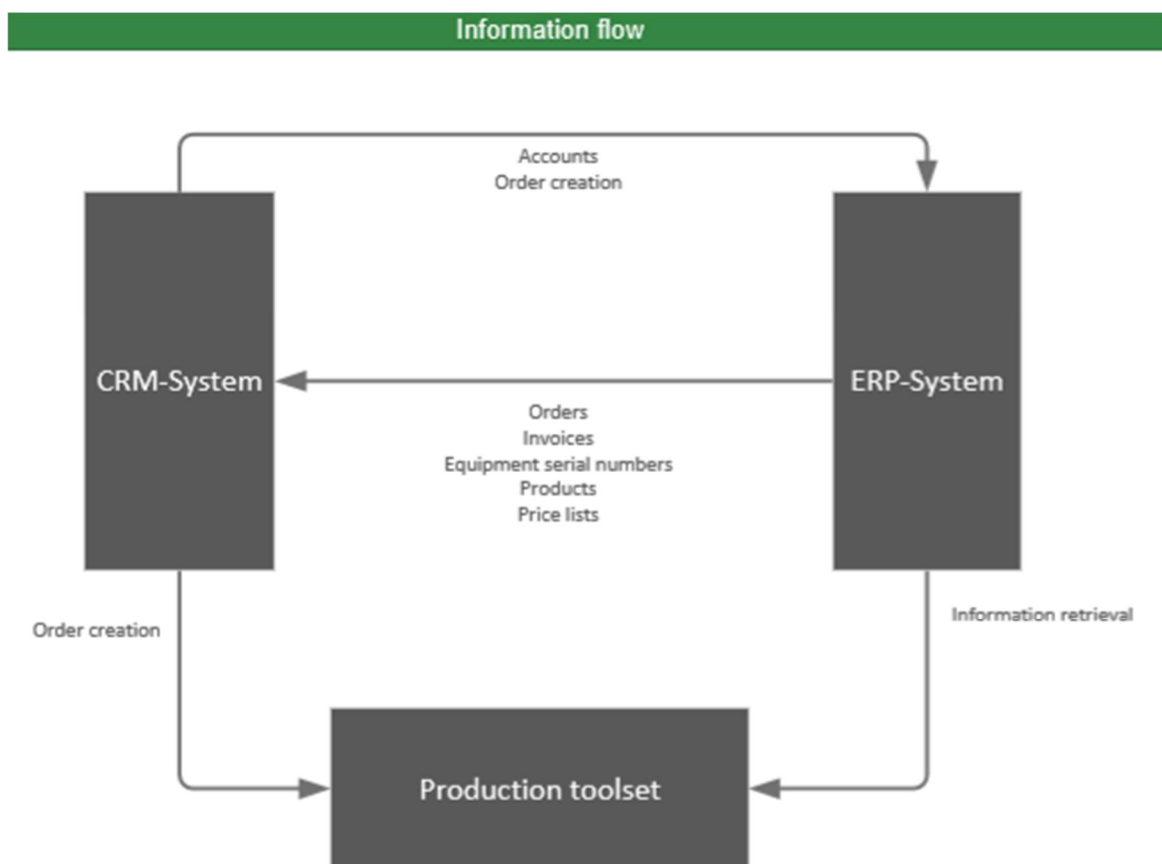 Information flow
Accounts
Order creation
CRM-System
ERP-System
Orders
Invoices
Equipment serial numbers
Products
Price lists
Order creation
Information retrieval
Production toolset